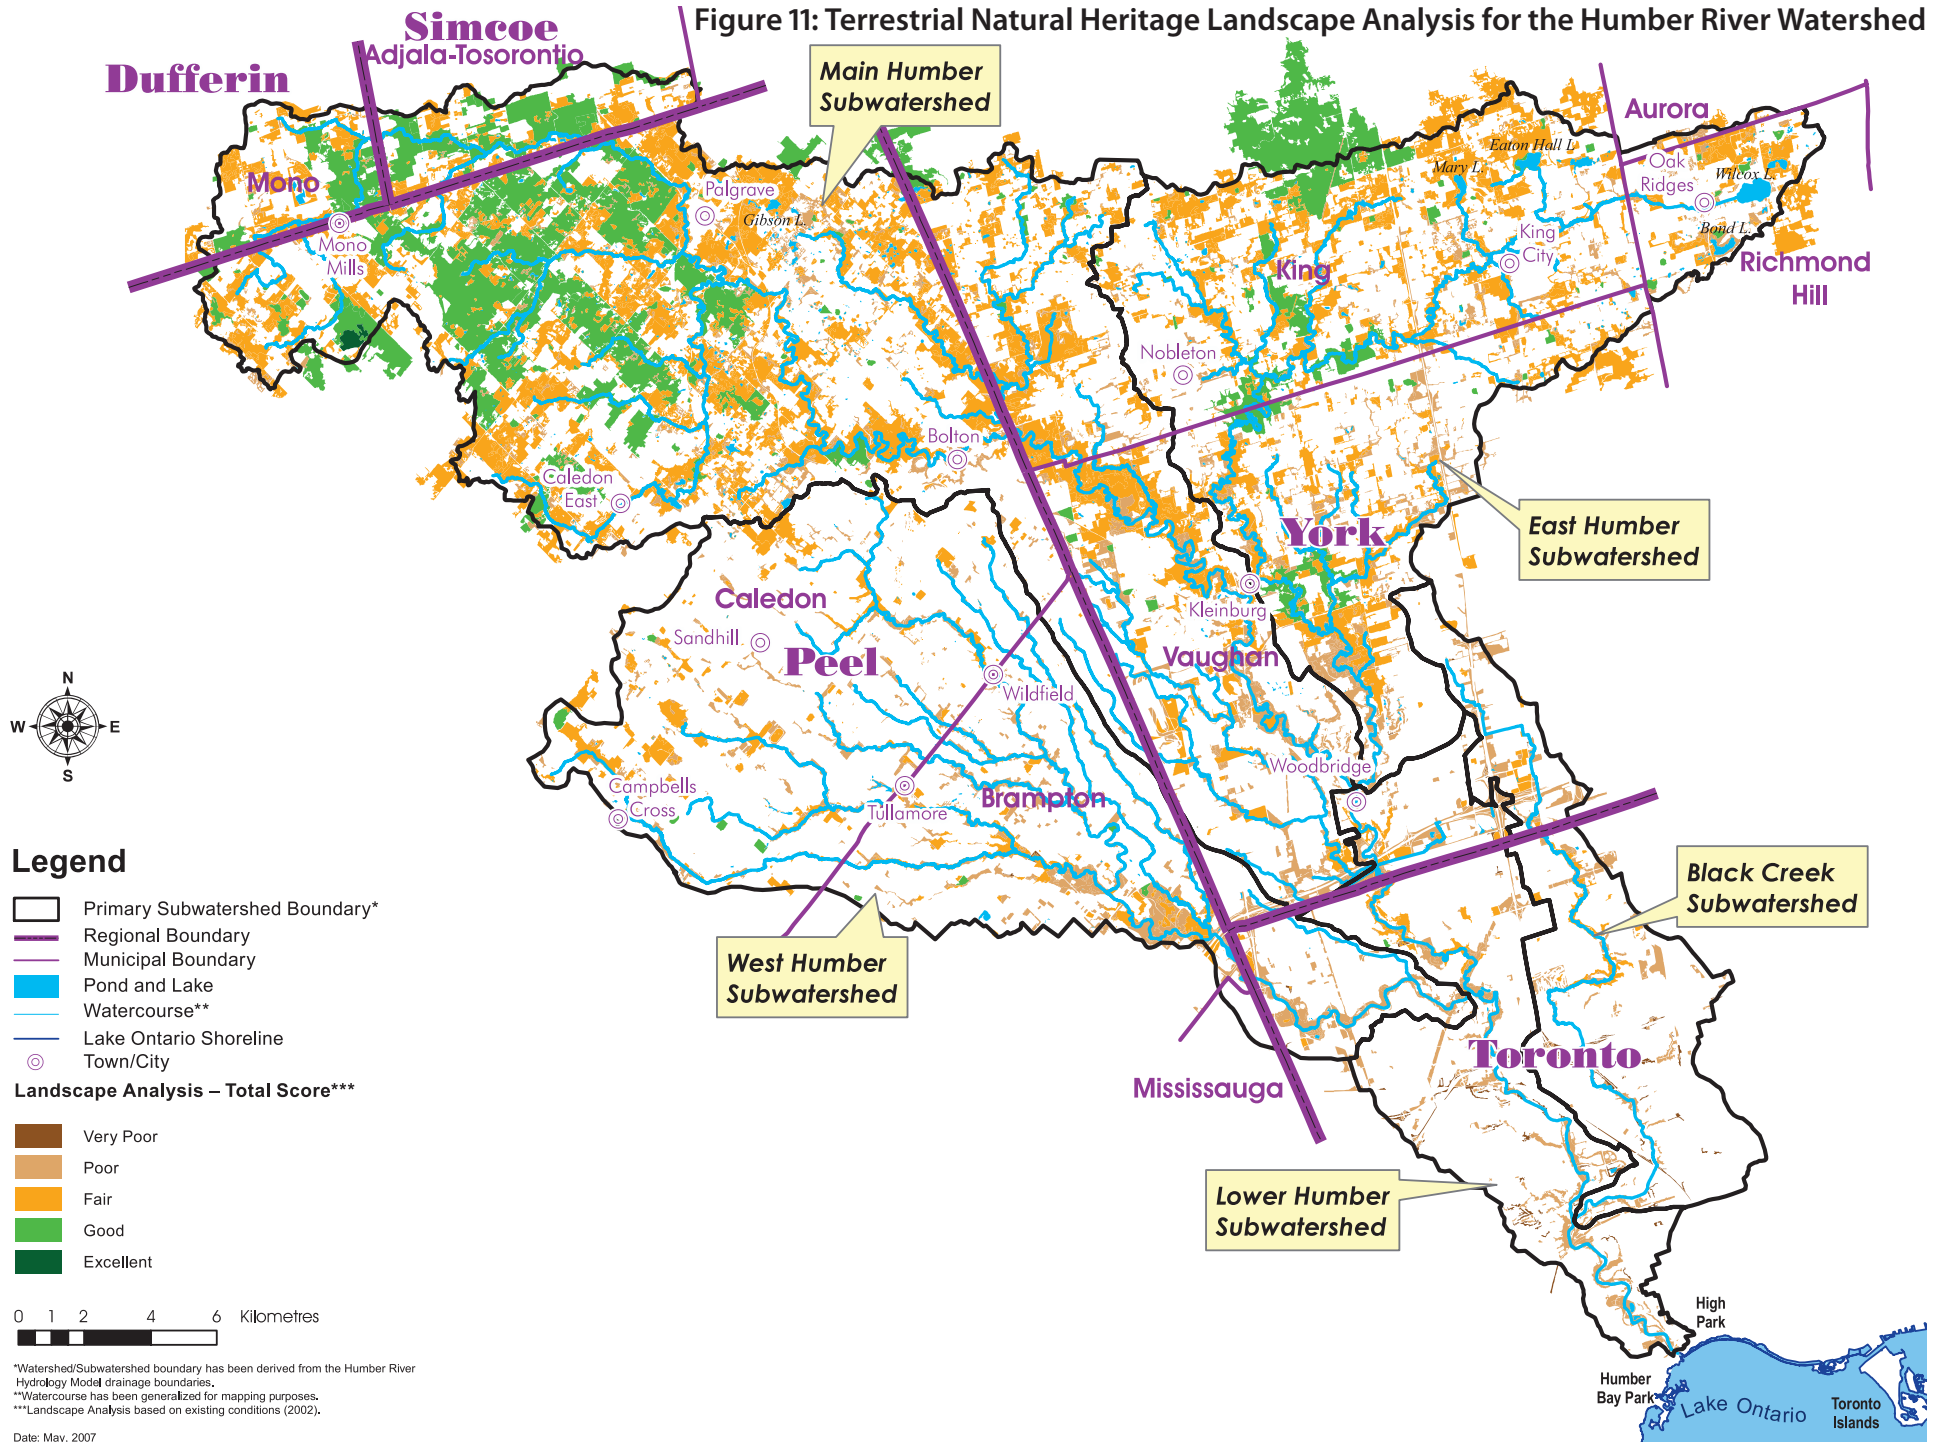 Figure 11: Terrestrial Natural Heritage Landscape Analysis for the Humber River Watershed
Simcoe
Adjala-Tosorontio
Dufferin
Main Humber
Subwatershed
Aurora
Eaton Hall L
Mary L.
Oak
Ridges
Wilcox L.
Mono
Palgrave
Gibson L.
Bond L.
Mono
Mills
King
City
King
Richmond
Hill
Nobleton
Bolton
Caledon
East
East Humber
Subwatershed
York
Caledon
Kleinburg
Sandhill
Peel
Vaughan
Wildfield
N
W
E
S
Woodbridge
Campbells
Cross
Brampton
Tullamore
Black Creek
Subwatershed
West Humber
Subwatershed
Toronto
Mississauga
Lower Humber
Subwatershed
High
Park
Humber
Bay Park
Lake Ontario
Toronto
Islands
Legend
Primary Subwatershed Boundary*
Regional Boundary
Municipal Boundary
Pond and Lake
Watercourse**
Lake Ontario Shoreline
Town/City
Landscape Analysis – Total Score***
Very Poor
Poor
Fair
Good
Excellent
0 1 2 4 6 Kilometres
*Watershed/Subwatershed boundary has been derived from the Humber River
Hydrology Model drainage boundaries.
**Watercourse has been generalized for mapping purposes.
***Landscape Analysis based on existing conditions (2002).
Date: May, 2007